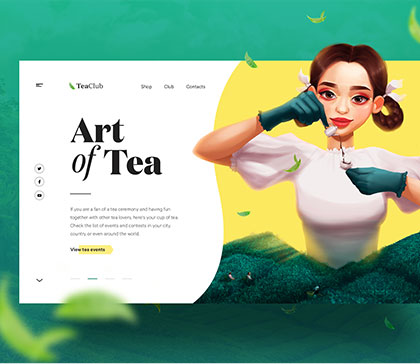 TeaClub
Shop Club Contacts
Art
of Tea
If you are a fan of a tea ceremony and having fun
together with other tea lovers, here's your cup of tea.
Check the list of events and contests in your city,
country or even around the world.
View tea events